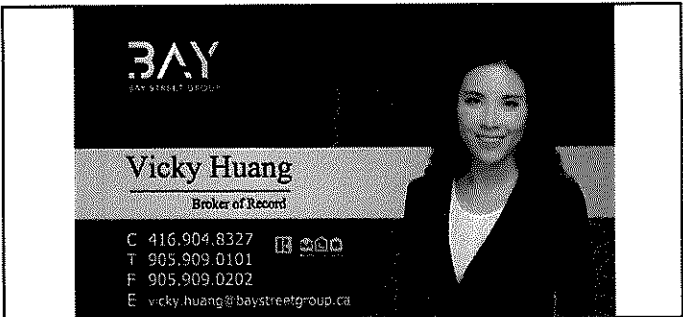 BAY
BAY STREET GROUP
Vicky Huang
Broker of Record
C 416.904.8327
T 905.909.0101
F 905.909.0202
E vicky.huang@baystreetgroup.ca